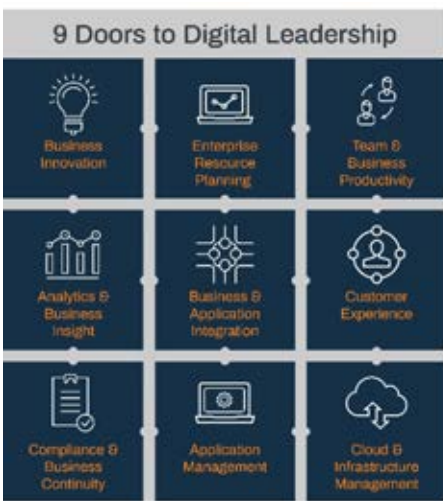 9 Doors to Digital Leadership
Business
Innovation
Enterprise
Resource
Planning
Team &
Business
Productivity
Analytics &
Business
Insight
Business &
Application
Integration
Customer
Experience
Compliance &
Business
Continuity
Application
Management
Cloud &
Infrastructure
Management